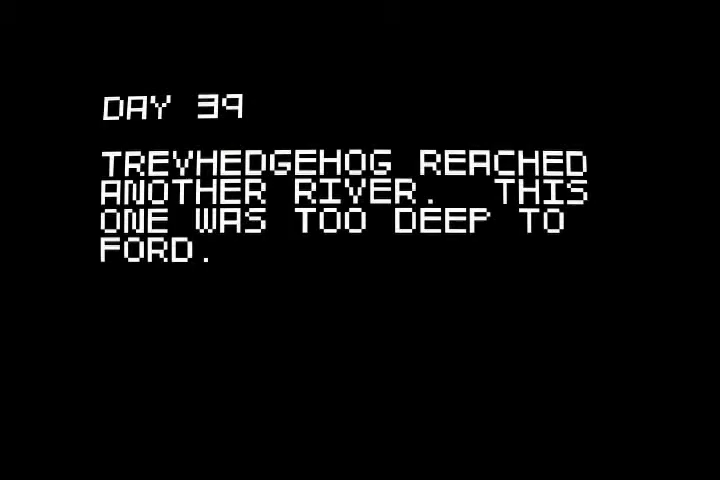 DAY 39
TREVHEDGEHOG REACHED
ANOTHER RIVER.  THIS
ONE WAS TOO DEEP TO
FORD.